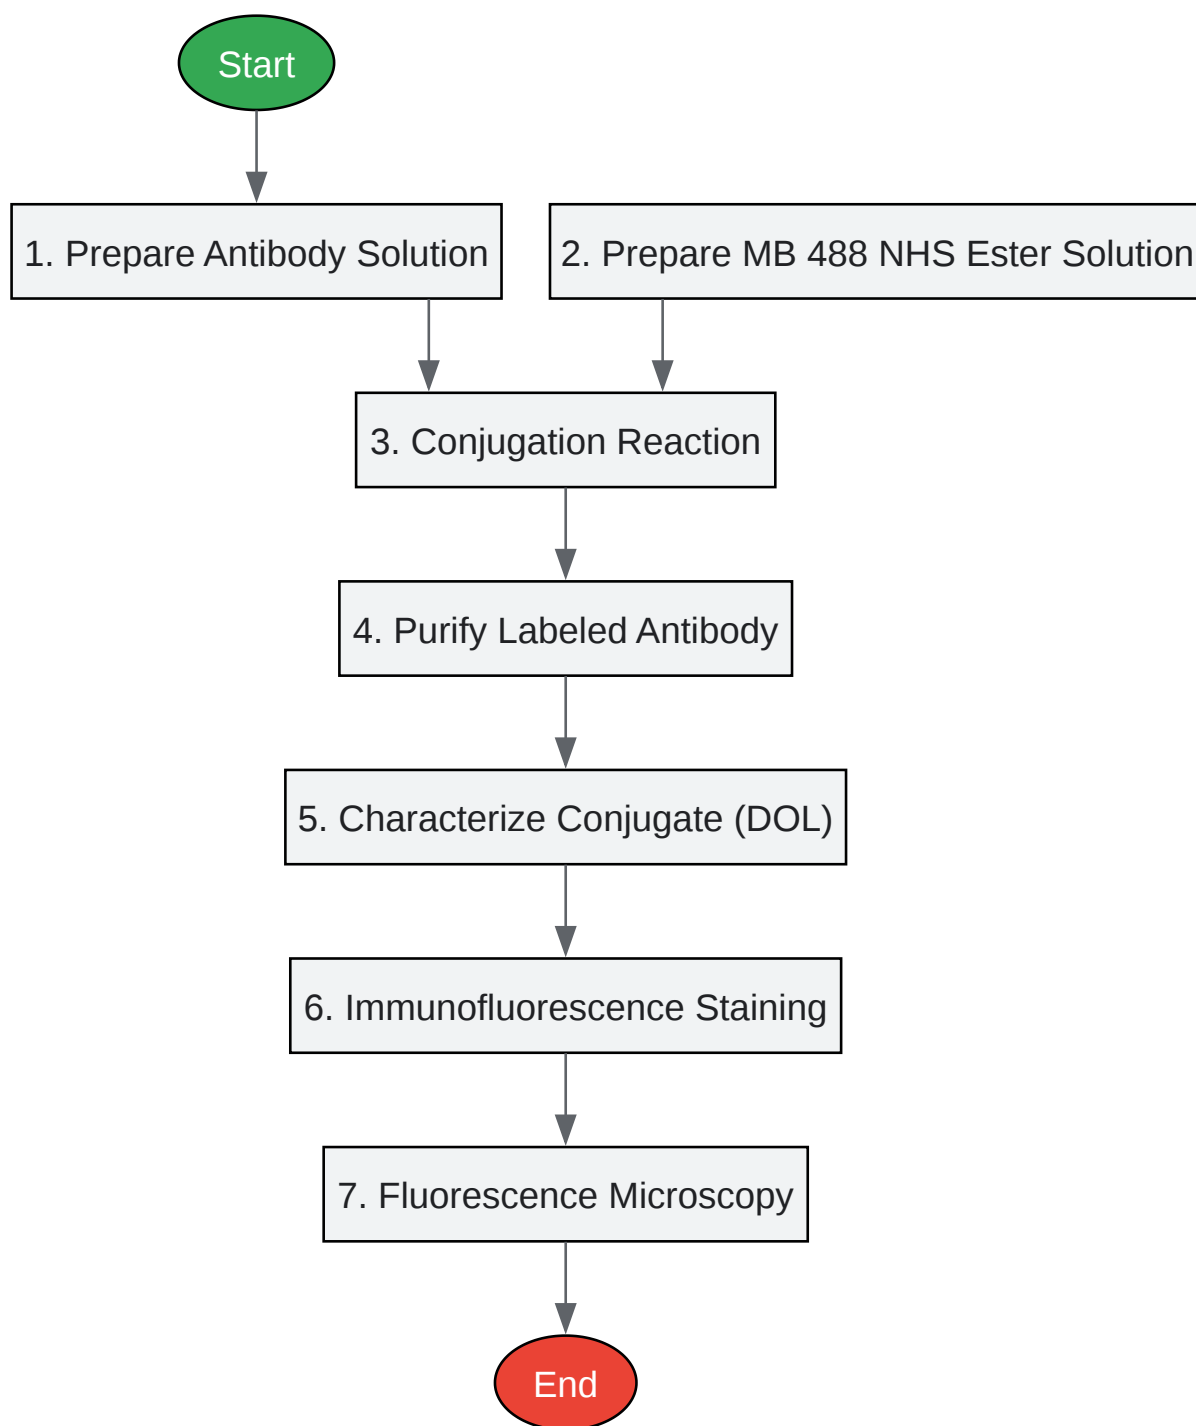 Start
1. Prepare Antibody Solution
2. Prepare MB 488 NHS Ester Solution
3. Conjugation Reaction
4. Purify Labeled Antibody
5. Characterize Conjugate (DOL)
6. Immunofluorescence Staining
7. Fluorescence Microscopy
End